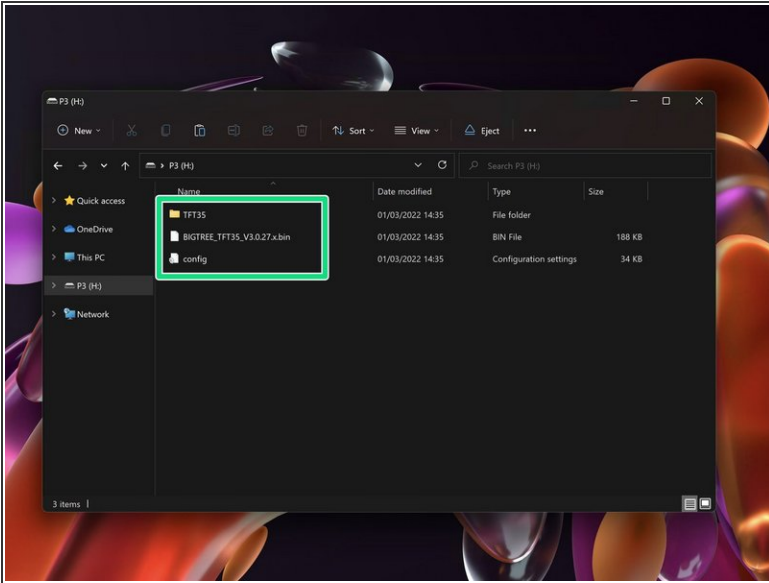 P3 (H:)
New
Sort
View
Eject
P3 (H:)
Search P3 (H:)
Name
Date modified
Type
Size
Quick access
OneDrive
This PC
P3 (H:)
Network
TFT35
01/03/2022 14:35
File folder
BIGTREE_TFT35_V3.0.27.x.bin
01/03/2022 14:35
BIN File
188 KB
config
01/03/2022 14:35
Configuration settings
34 KB
3 items